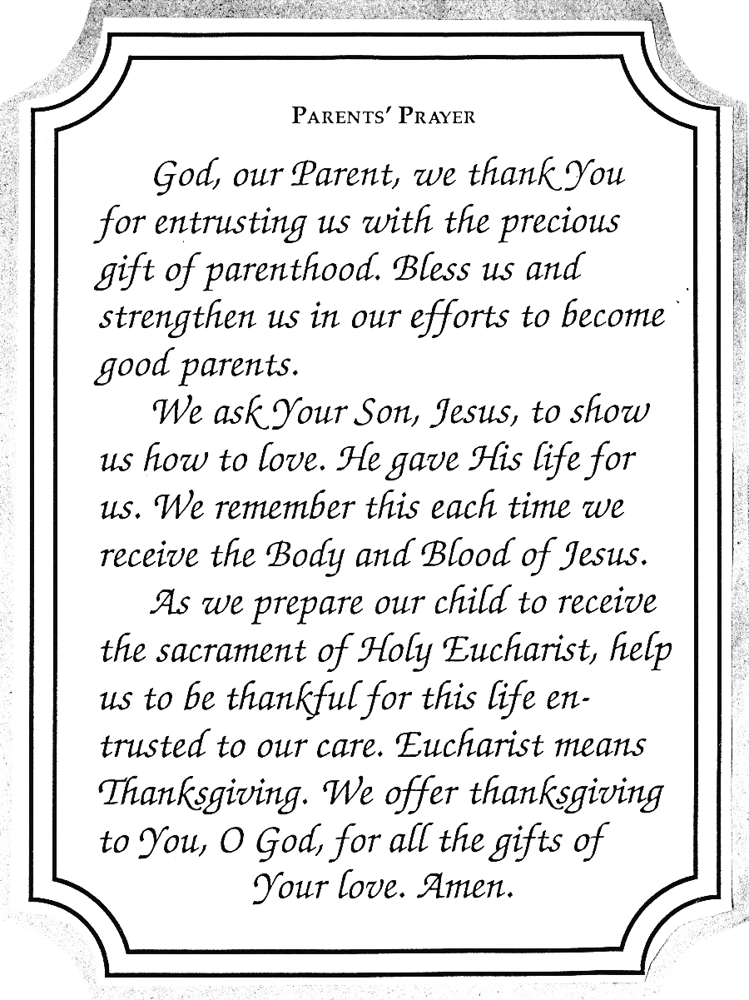 PARENTS' PRAYER
God, our Parent, we thank You
for entrusting us with the precious
gift of parenthood. Bless us and
strengthen us in our efforts to become
good parents.
We ask Your Son, Jesus, to show
us how to love. He gave His life for
us. We remember this each time we
receive the Body and Blood of Jesus.
As we prepare our child to receive
the sacrament of Holy Eucharist, help
us to be thankful for this life en-
trusted to our care. Eucharist means
Thanksgiving. We offer thanksgiving
to You, O God, for all the gifts of
Your love. Amen.